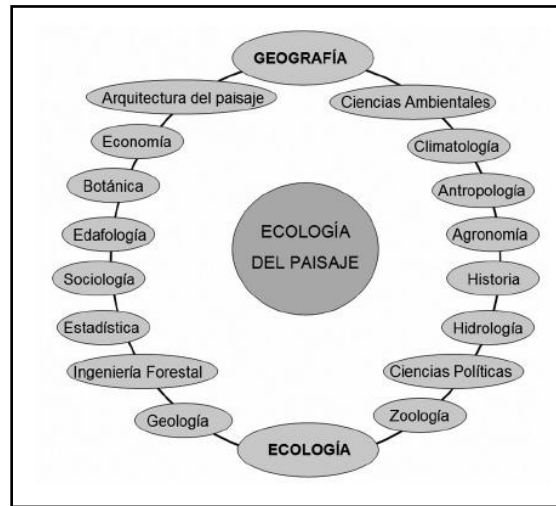 GEOGRAFÍA
Arquitectura del paisaje
Ciencias Ambientales
Economía
Climatología
Botánica
Antropología
ECOLOGÍA
DEL PAISAJE
Edafología
Agronomía
Sociología
Historia
Estadística
Hidrología
Ingeniería Forestal
Ciencias Políticas
Geología
Zoología
ECOLOGÍA